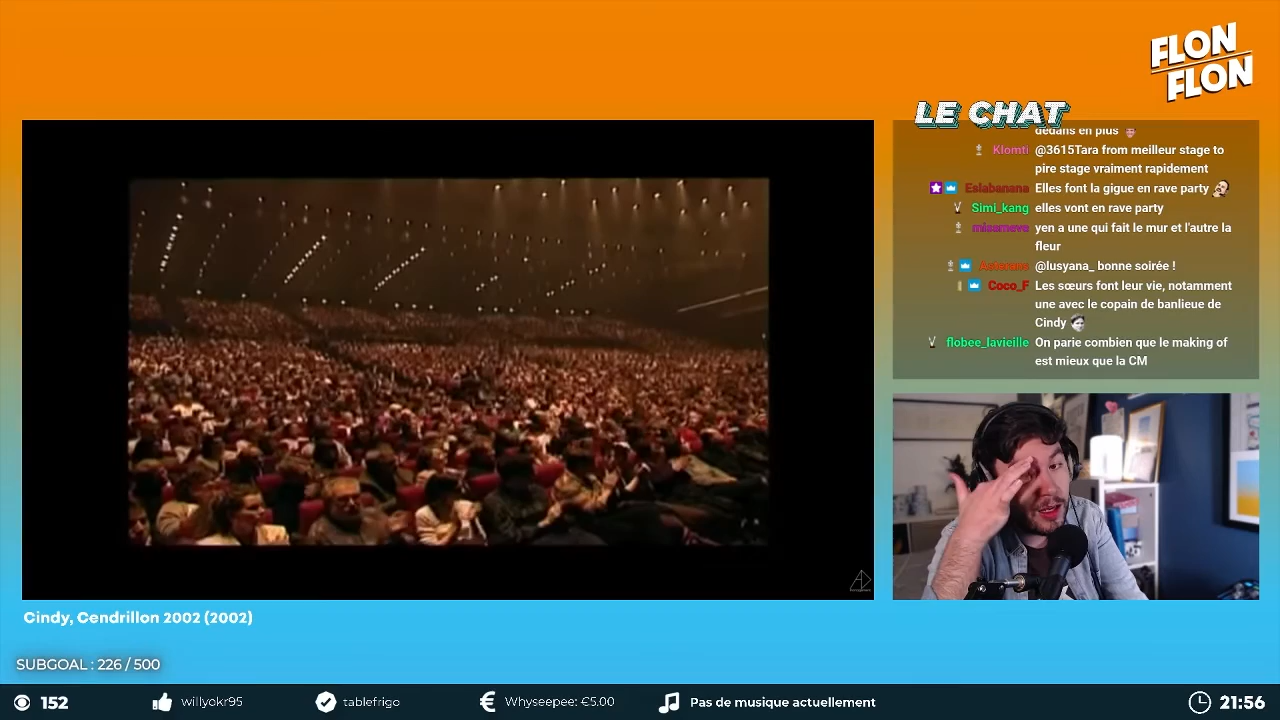 FLON
FLON
LE CHAT
dedans en plus
Klomti @3615Tara from meilleur stage to
pire stage vraiment rapidement
Eslabanana Elles font la gigue en rave party
Simi_kang elles vont en rave party
yen a une qui fait le mur et l'autre la
fleur
Asterans @lusyana_ bonne soirée !
Coco_F Les sœurs font leur vie, notamment
une avec le copain de banlieue de
Cindy
flobee_lavieille On parie combien que le making of
est mieux que la CM
Cindy, Cendrillon 2002 (2002)
SUBGOAL : 226 / 500
152 willyokr95 tablefrigo Whyseepee: €5.00 Pas de musique actuellement 21:56